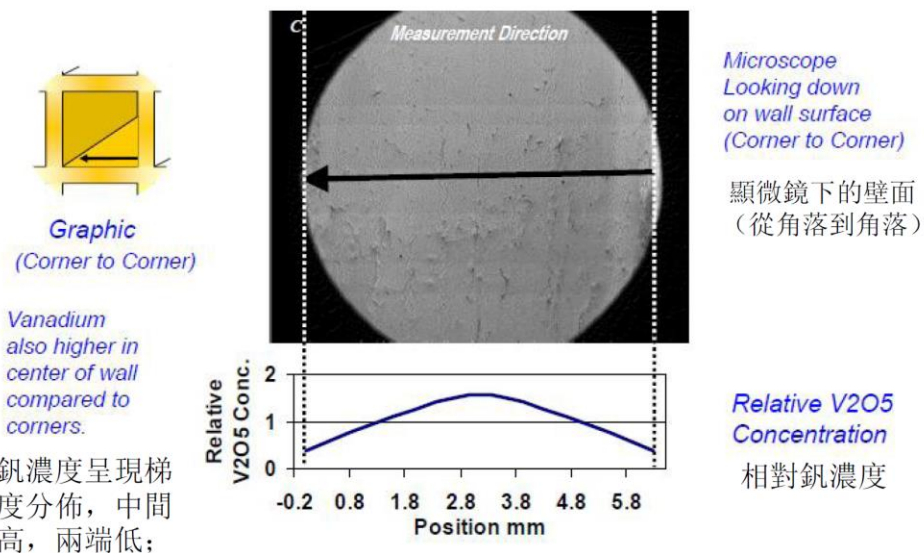 C
Measurement Direction
Microscope
Looking down
on wall surface
(Corner to Corner)
顯微鏡下的壁面
（從角落到角落）
Graphic
(Corner to Corner)
Vanadium
also higher in
center of wall
compared to
corners.
釩濃度呈現梯
度分佈，中間
高，兩端低；
Relative
V2O5 Conc.
2
1
0
-0.2 0.8 1.8 2.8 3.8 4.8 5.8
Position mm
Relative V2O5
Concentration
相對釩濃度